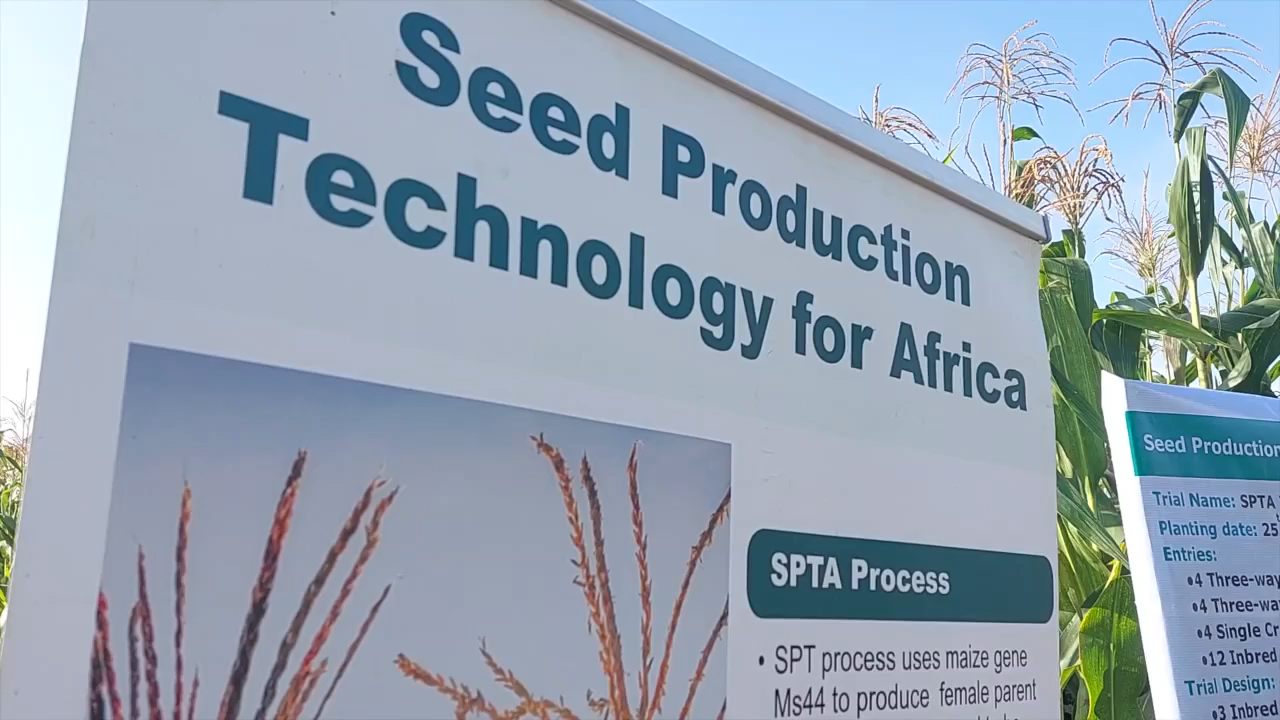 Seed Production
Technology for Africa
SPTA Process
• SPT process uses maize gene
Ms44 to produce female parent
Seed Production
Trial Name: SPTA
Planting date: 25
Entries:
•4 Three-way
•4 Three-wa
•4 Single Cr
•12 Inbred
Trial Design:
•3 Inbred